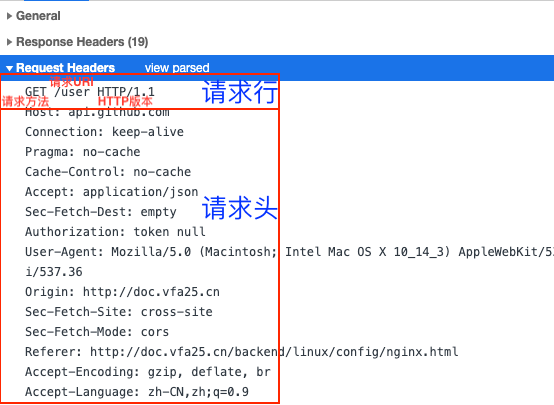 General
Response Headers (19)
Request Headers view parsed
请求URI
GET /user HTTP/1.1
请求行
请求方法 HTTP版本
Host: api.github.com
Connection: keep-alive
Pragma: no-cache
Cache-Control: no-cache
Accept: application/json
Sec-Fetch-Dest: empty
请求头
Authorization: token null
User-Agent: Mozilla/5.0 (Macintosh; Intel Mac OS X 10_14_3) AppleWebKit/53
i/537.36
Origin: http://doc.vfa25.cn
Sec-Fetch-Site: cross-site
Sec-Fetch-Mode: cors
Referer: http://doc.vfa25.cn/backend/linux/config/nginx.html
Accept-Encoding: gzip, deflate, br
Accept-Language: zh-CN,zh;q=0.9